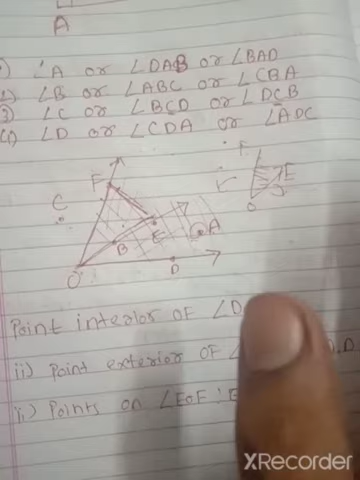 A
∠A or ∠DAB or ∠BAD
∠B or ∠ABC or ∠CBA
3) ∠C or ∠BCD or ∠DCB
∠D or ∠CDA or ∠ADC
F
F
E
O
C
E
A
B
O
D
Point interior of ∠D
ii) Point exterior of ∠ D
Points on ∠EOF : E
XRecorder